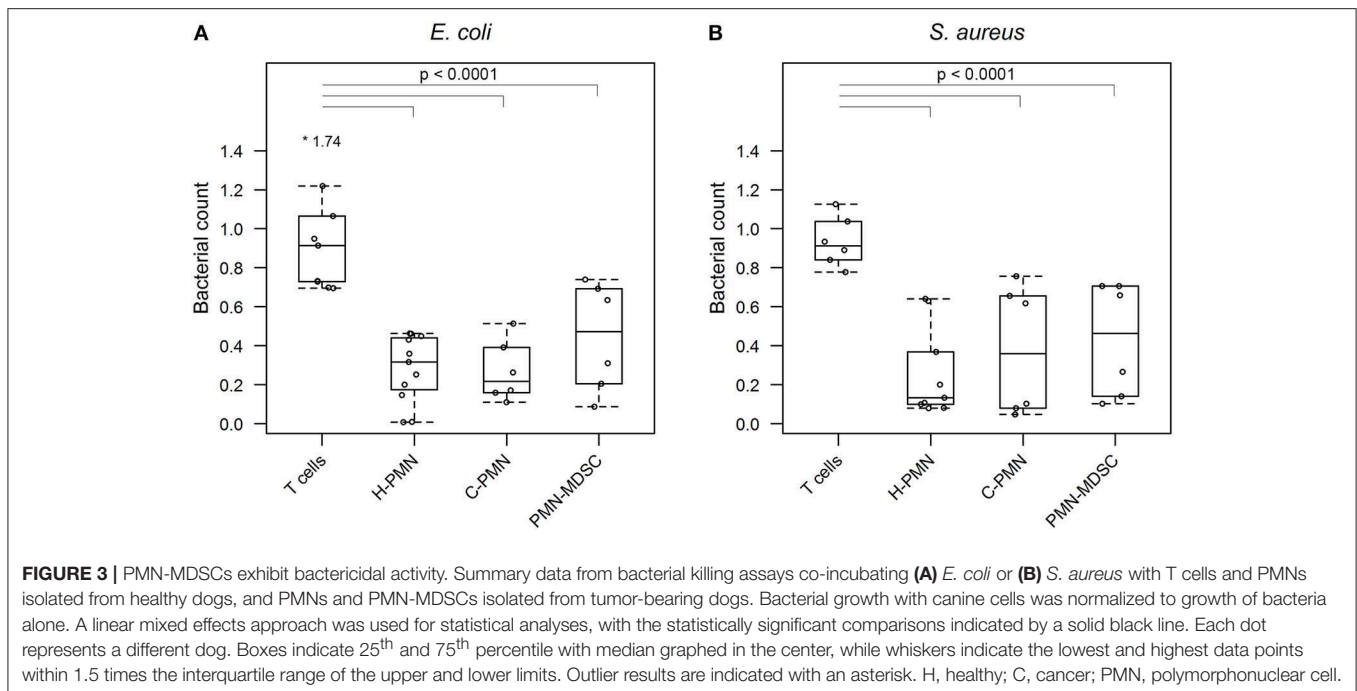 A
E. coli
p < 0.0001
* 1.74
Bacterial count
1.4
1.2
1.0
0.8
0.6
0.4
0.2
0.0
T cells
H-PMN
C-PMN
PMN-MDSC
B
S. aureus
p < 0.0001
Bacterial count
1.4
1.2
1.0
0.8
0.6
0.4
0.2
0.0
T cells
H-PMN
C-PMN
PMN-MDSC
FIGURE 3 | PMN-MDSCs exhibit bactericidal activity. Summary data from bacterial killing assays co-incubating (A) E. coli or (B) S. aureus with T cells and PMNs
isolated from healthy dogs, and PMNs and PMN-MDSCs isolated from tumor-bearing dogs. Bacterial growth with canine cells was normalized to growth of bacteria
alone. A linear mixed effects approach was used for statistical analyses, with the statistically significant comparisons indicated by a solid black line. Each dot
represents a different dog. Boxes indicate 25th and 75th percentile with median graphed in the center, while whiskers indicate the lowest and highest data points
within 1.5 times the interquartile range of the upper and lower limits. Outlier results are indicated with an asterisk. H, healthy; C, cancer; PMN, polymorphonuclear cell.